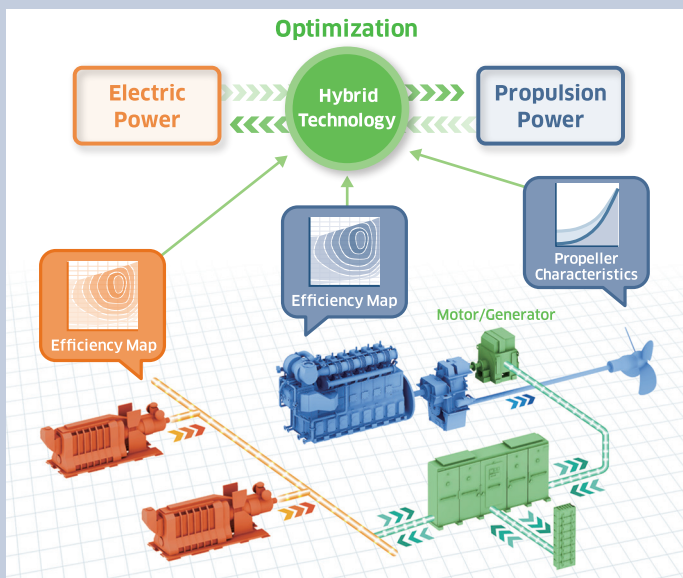 Optimization
Electric
Power
Hybrid
Technology
Propulsion
Power
Efficiency Map
Efficiency Map
Propeller
Characteristics
Motor/Generator